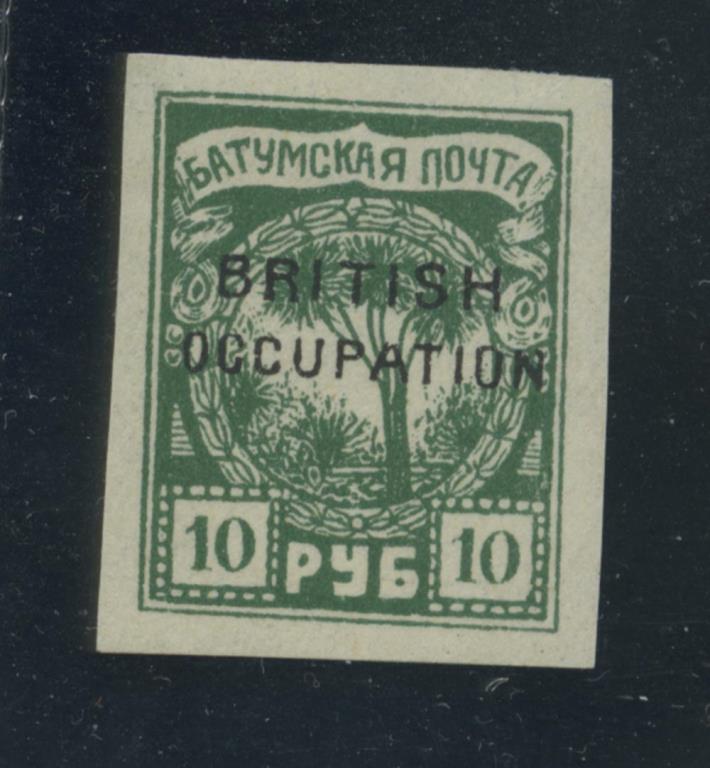 БАТУМСКАЯ ПОЧТА
BRITISH
OCCUPATION
10 РУБ 10